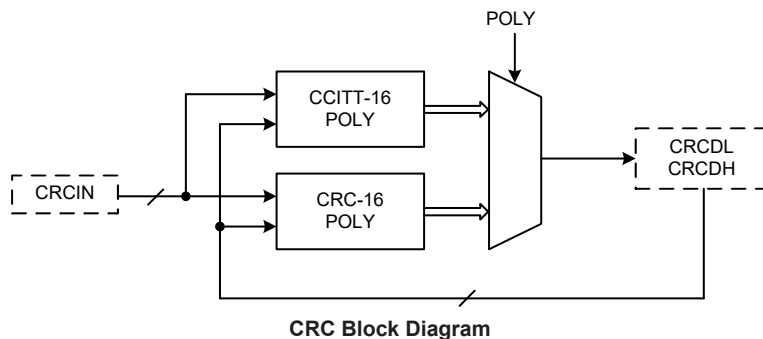 POLY
CCITT-16
POLY
CRCDL
CRCDH
CRCIN
CRC-16
POLY
CRC Block Diagram